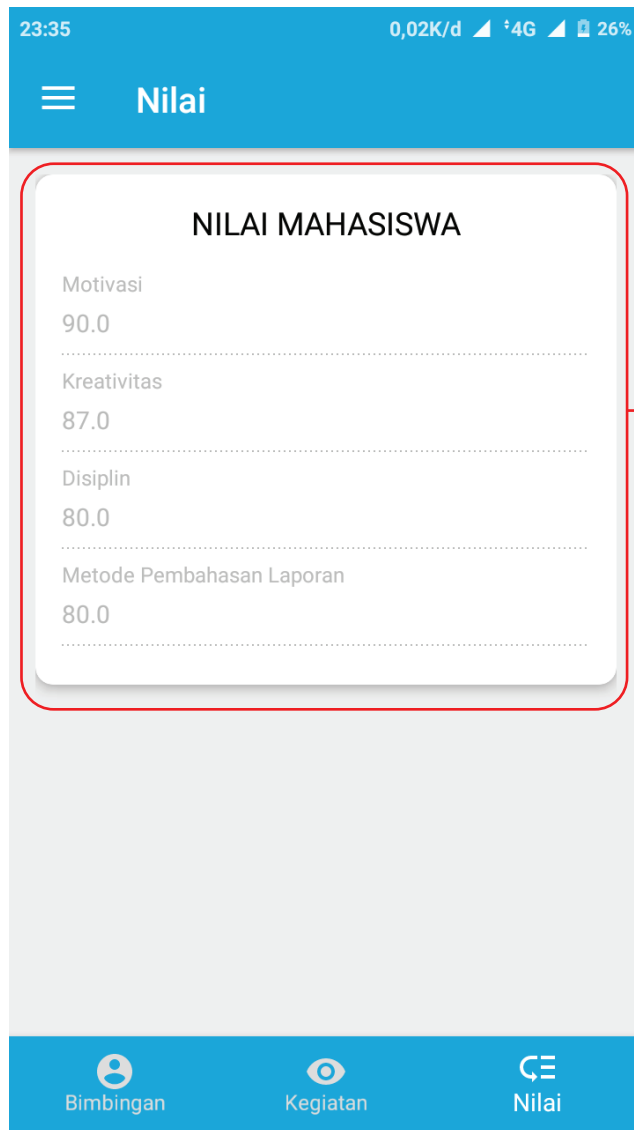 23:35 0,02K/d 4G 26%
Nilai
NILAI MAHASISWA
Motivasi
90.0
Kreativitas
87.0
Disiplin
80.0
Metode Pembahasan Laporan
80.0
Bimbingan Kegiatan Nilai